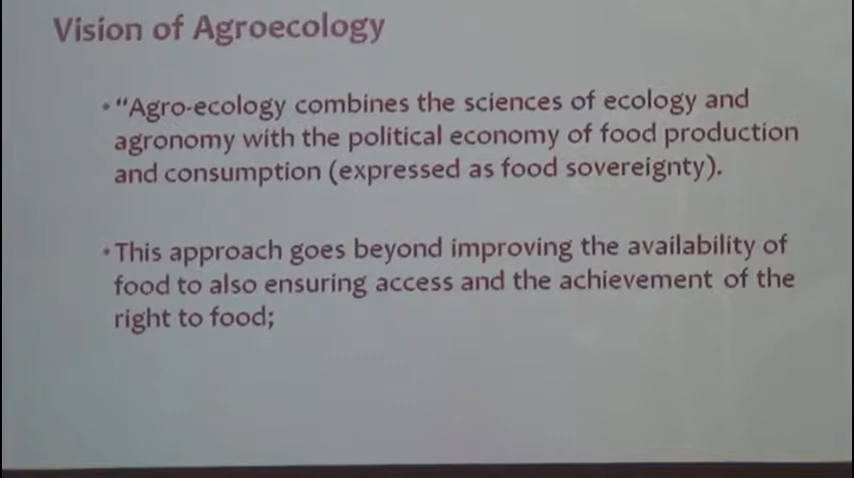 Vision of Agroecology
• “Agro-ecology combines the sciences of ecology and
agronomy with the political economy of food production
and consumption (expressed as food sovereignty).
• This approach goes beyond improving the availability of
food to also ensuring access and the achievement of the
right to food;